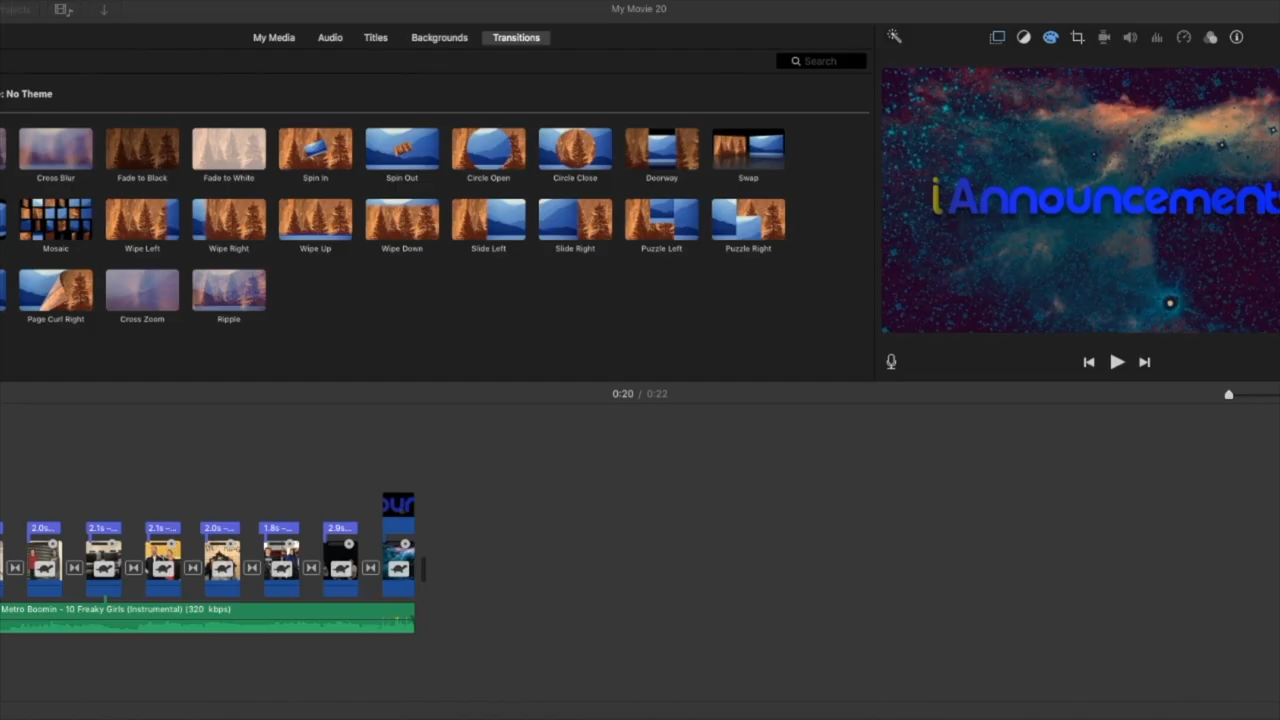 My Movie 20
My Media Audio Titles Backgrounds Transitions
Search
: No Theme
Cross Blur Fade to Black Fade to White Spin In Spin Out Circle Open Circle Close Doorway Swap
Mosaic Wipe Left Wipe Right Wipe Up Wipe Down Slide Left Slide Right Puzzle Left Puzzle Right
Page Curl Right Cross Zoom Ripple
i Announcement
0:20 / 0:22
2.0s... 2.1s –... 2.1s –... 2.0s –... 1.8s –... 2.9s...
Metro Boomin - 10 Freaky Girls (Instrumental) (320 kbps)